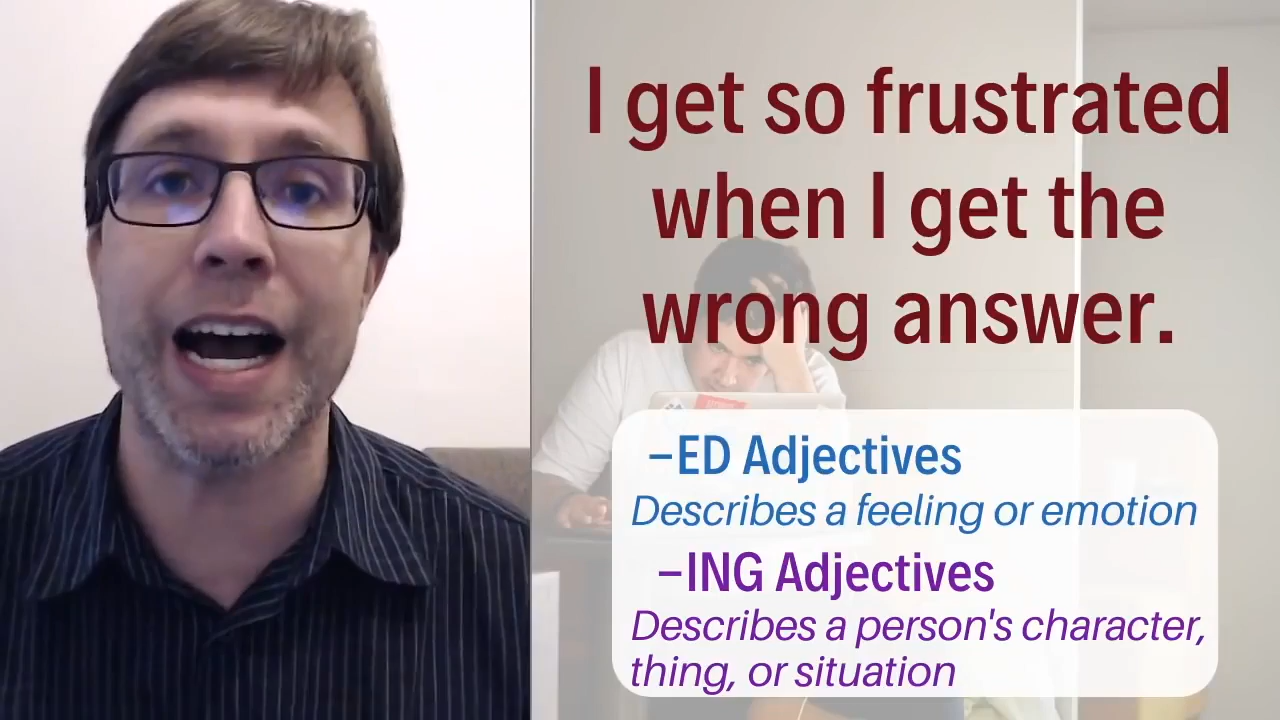 I get so frustrated
when I get the
wrong answer.
–ED Adjectives
Describes a feeling or emotion
–ING Adjectives
Describes a person's character,
thing, or situation